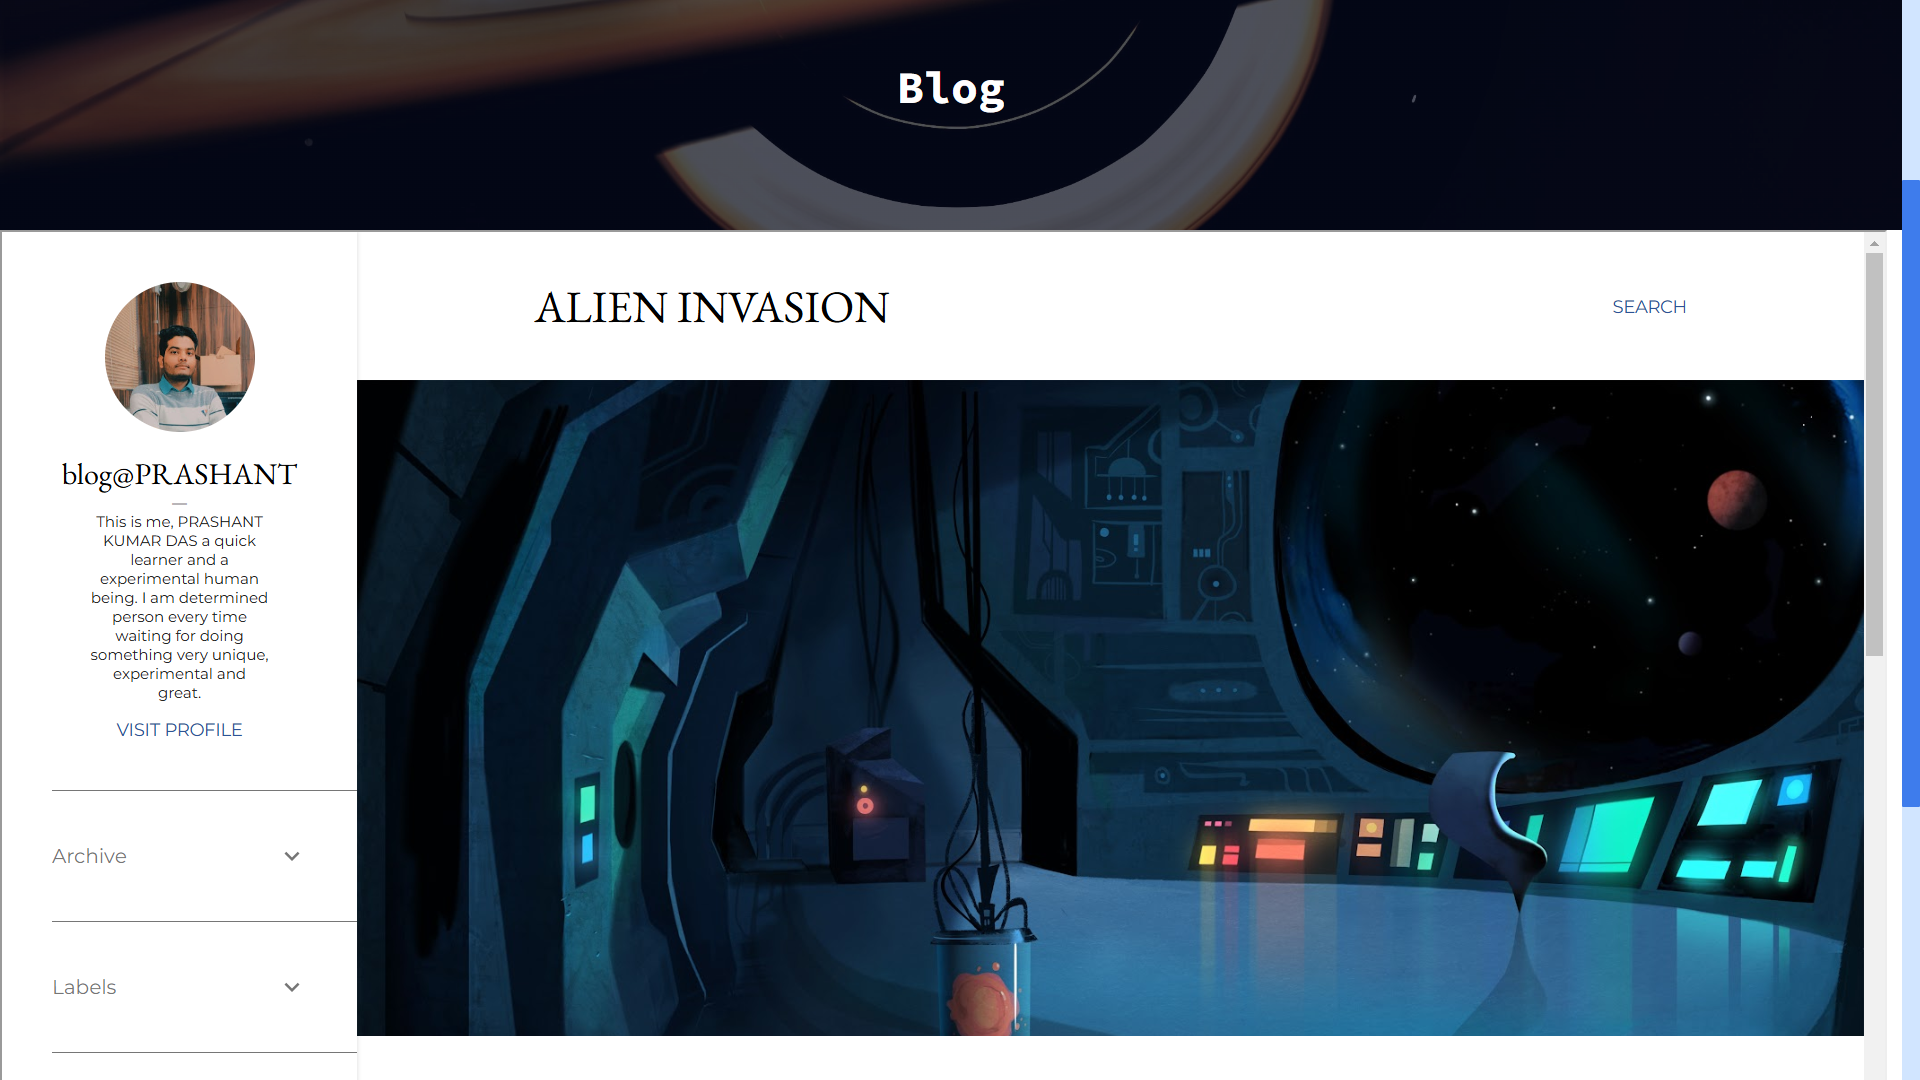 Blog
ALIEN INVASION
SEARCH
blog@PRASHANT
This is me, PRASHANT
KUMAR DAS a quick
learner and a
experimental human
being. I am determined
person every time
waiting for doing
something very unique,
experimental and
great.
VISIT PROFILE
Archive
Labels